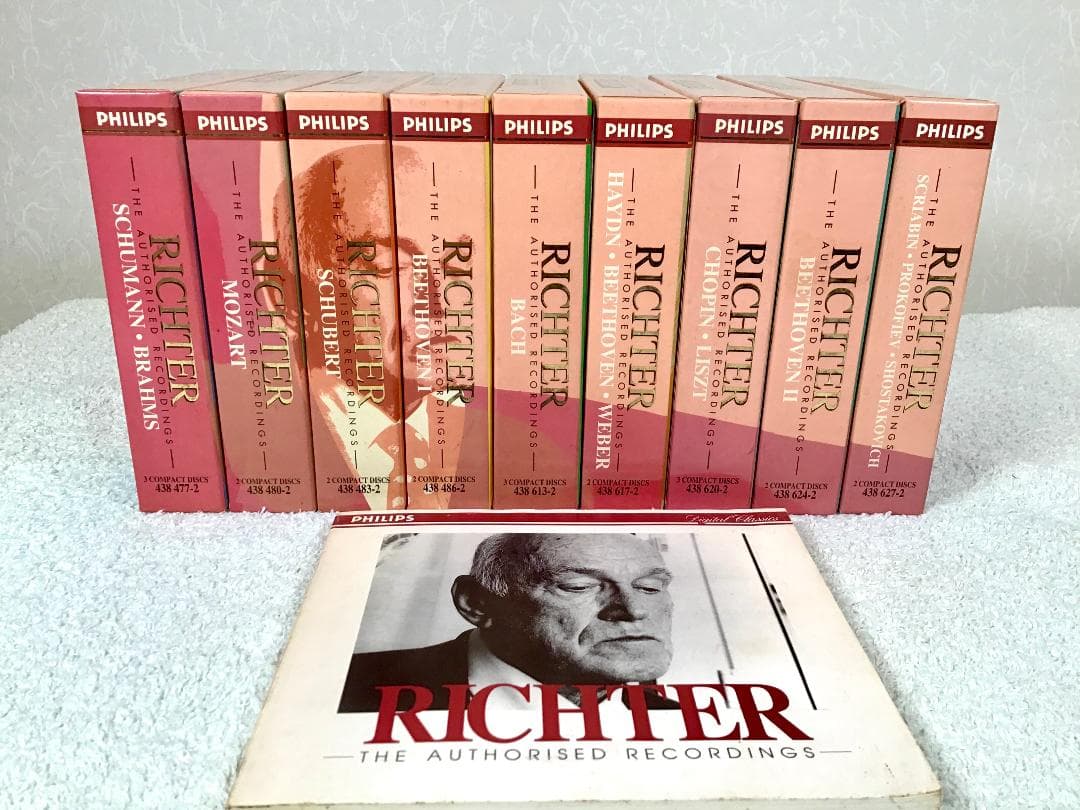 PHILIPS
THE AUTHORISED RECORDINGS
RICHTER
SCHUMANN • BRAHMS
3 COMPACT DISCS
438 477-2
PHILIPS
THE AUTHORISED RECORDINGS
RICHTER
MOZART
2 COMPACT DISCS
438 480-2
PHILIPS
THE AUTHORISED RECORDINGS
RICHTER
SCHUBERT
2 COMPACT DISCS
438 483-2
PHILIPS
THE AUTHORISED RECORDINGS
RICHTER
BEETHOVEN I
2 COMPACT DISCS
438 486-2
PHILIPS
THE AUTHORISED RECORDINGS
RICHTER
BACH
3 COMPACT DISCS
438 613-2
PHILIPS
THE AUTHORISED RECORDINGS
RICHTER
HAYDN • BEETHOVEN • WEBER
2 COMPACT DISCS
438 617-2
PHILIPS
THE AUTHORISED RECORDINGS
RICHTER
CHOPIN • LISZT
3 COMPACT DISCS
438 620-2
PHILIPS
THE AUTHORISED RECORDINGS
RICHTER
BEETHOVEN II
2 COMPACT DISCS
438 624-2
PHILIPS
THE AUTHORISED RECORDINGS
RICHTER
SCRIABIN • PROKOFIEV • SHOSTAKOVICH
2 COMPACT DISCS
438 627-2
PHILIPS
Digital Classics
RICHTER
THE AUTHORISED RECORDINGS